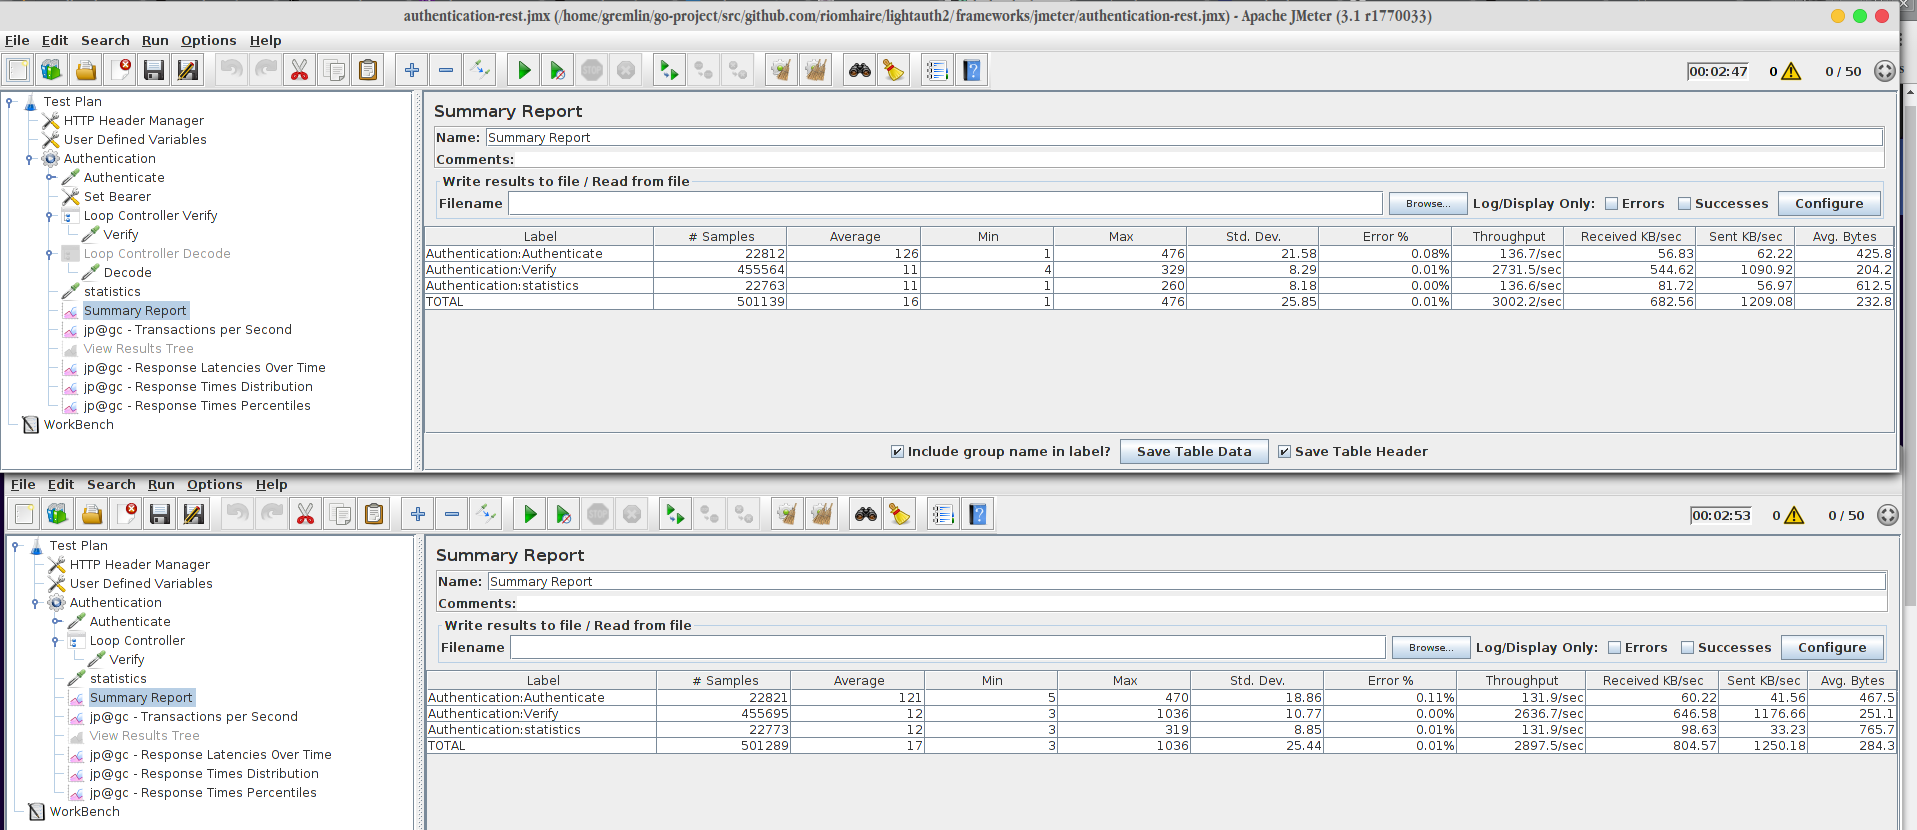 authentication-rest.jmx (/home/gremlin/go-project/src/github.com/riomhaire/lightauth2/frameworks/jmeter/authentication-rest.jmx) - Apache JMeter (3.1 r1770033)
File Edit Search Run Options Help
00:02:47 0 0 / 50
Test Plan
HTTP Header Manager
User Defined Variables
Authentication
Authenticate
Set Bearer
Loop Controller Verify
Verify
Loop Controller Decode
Decode
statistics
Summary Report
jp@gc - Transactions per Second
View Results Tree
jp@gc - Response Latencies Over Time
jp@gc - Response Times Distribution
jp@gc - Response Times Percentiles
WorkBench
Summary Report
Name: Summary Report
Comments:
Write results to file / Read from file
Filename Browse... Log/Display Only: Errors Successes Configure
Label # Samples Average Min Max Std. Dev. Error % Throughput Received KB/sec Sent KB/sec Avg. Bytes
Authentication:Authenticate 22812 126 1 476 21.58 0.08% 136.7/sec 56.83 62.22 425.8
Authentication:Verify 455564 11 4 329 8.29 0.01% 2731.5/sec 544.62 1090.92 204.2
Authentication:statistics 22763 11 1 260 8.18 0.00% 136.6/sec 81.72 56.97 612.5
TOTAL 501139 16 1 476 25.85 0.01% 3002.2/sec 682.56 1209.08 232.8
Include group name in label? Save Table Data Save Table Header
File Edit Search Run Options Help
00:02:53 0 0 / 50
Test Plan
HTTP Header Manager
User Defined Variables
Authentication
Authenticate
Loop Controller
Verify
statistics
Summary Report
jp@gc - Transactions per Second
View Results Tree
jp@gc - Response Latencies Over Time
jp@gc - Response Times Distribution
jp@gc - Response Times Percentiles
WorkBench
Summary Report
Name: Summary Report
Comments:
Write results to file / Read from file
Filename Browse... Log/Display Only: Errors Successes Configure
Label # Samples Average Min Max Std. Dev. Error % Throughput Received KB/sec Sent KB/sec Avg. Bytes
Authentication:Authenticate 22821 121 5 470 18.86 0.11% 131.9/sec 60.22 41.56 467.5
Authentication:Verify 455695 12 3 1036 10.77 0.00% 2636.7/sec 646.58 1176.66 251.1
Authentication:statistics 22773 12 3 319 8.85 0.01% 131.9/sec 98.63 33.23 765.7
TOTAL 501289 17 3 1036 25.44 0.01% 2897.5/sec 804.57 1250.18 284.3